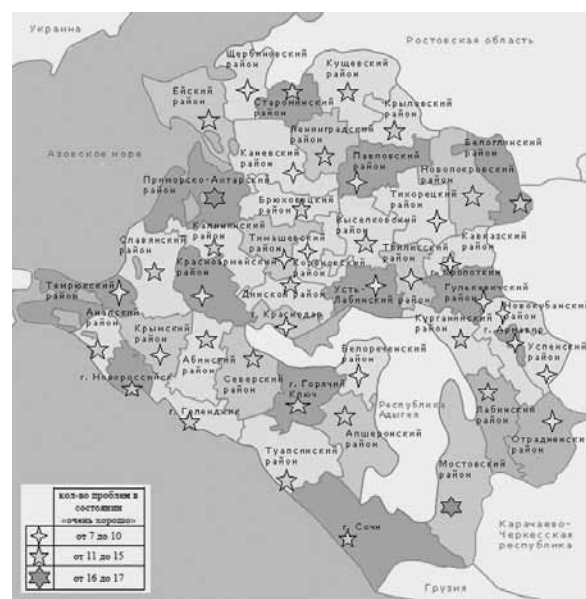 Украина
Ростовская область
Щербиновский
район
Кущевский
район
Ейский
район
Староминский
район
Крыловский
район
Ленинградский
район
Белоглинский
район
Каневский
район
Павловский
район
Новопокровский
район
Азовское море
Приморско-Ахтарский
район
Тихорецкий
район
Брюховецкий
район
Выселковский
район
Калининский
район
Славянский
район
Тимашевский
район
Кореновский
район
Тбилисский
район
Кавказский
район
г. Кропоткин
Красноармейский
район
Темрюкский
район
Динской район
Усть-
Лабинский
район
Гулькевичский
район
Новокубанский
район
Анапский
район
г. Краснодар
Курганинский
район
г. Армавир
Крымский
район
Абинский
район
Успенский
район
Белореченский
район
г. Новороссийск
Северский
район
г. Горячий
Ключ
Республика
Адыгея
Лабинский
район
г. Геленджик
Апшеронский
район
Отрадненский
район
Туапсинский
район
Мостовский
район
г. Сочи
Карачаево-
Черкесская
республика
Грузия
кол-во проблем в
состоянии
«очень хорошо»
от 7 до 10
от 11 до 15
от 16 до 17